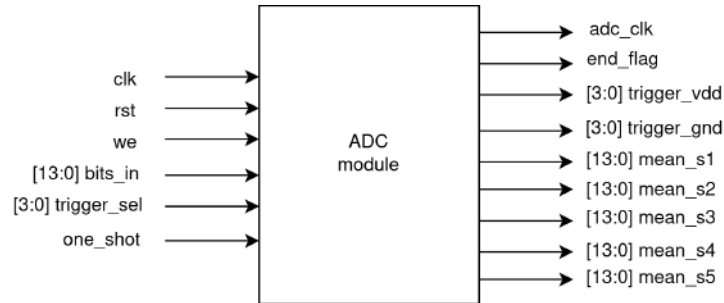 clk
rst
we
[13:0] bits_in
[3:0] trigger_sel
one_shot
ADC
module
adc_clk
end_flag
[3:0] trigger_vdd
[3:0] trigger_gnd
[13:0] mean_s1
[13:0] mean_s2
[13:0] mean_s3
[13:0] mean_s4
[13:0] mean_s5